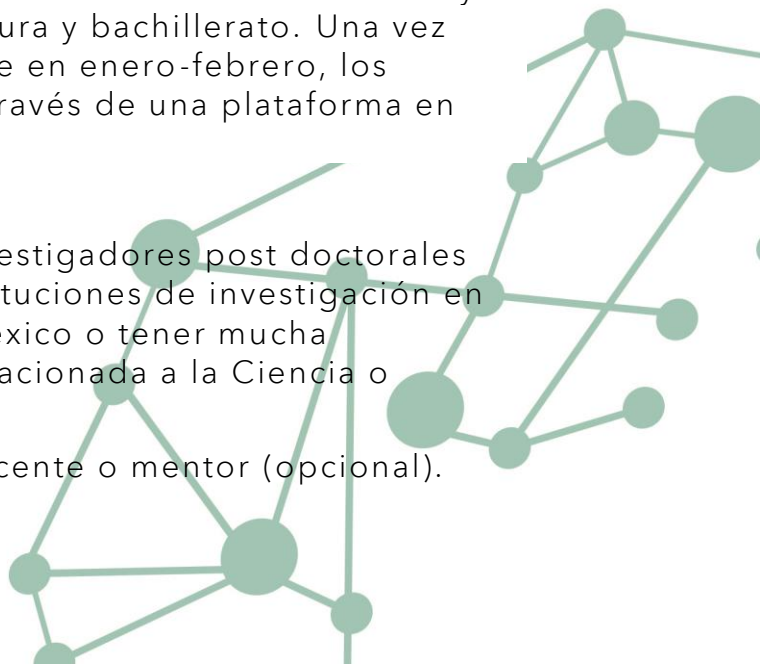 ura y bachillerato. Una vez
e en enero-febrero, los
ravés de una plataforma en
estigadores post doctorales
tuciones de investigación en
éxico o tener mucha
acionada a la Ciencia o
cente o mentor (opcional).